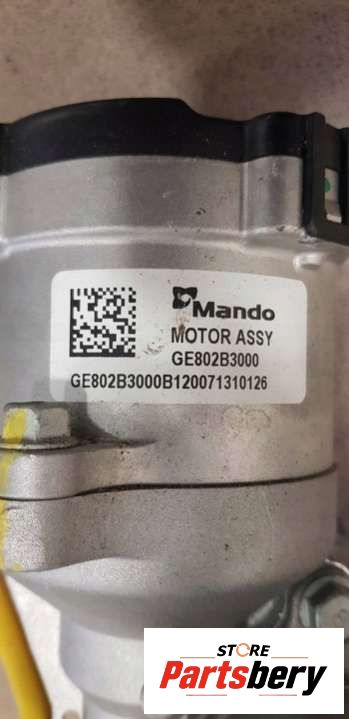 Mando
MOTOR ASSY
GE802B3000
GE802B3000B120071310126
STORE
Partsbery